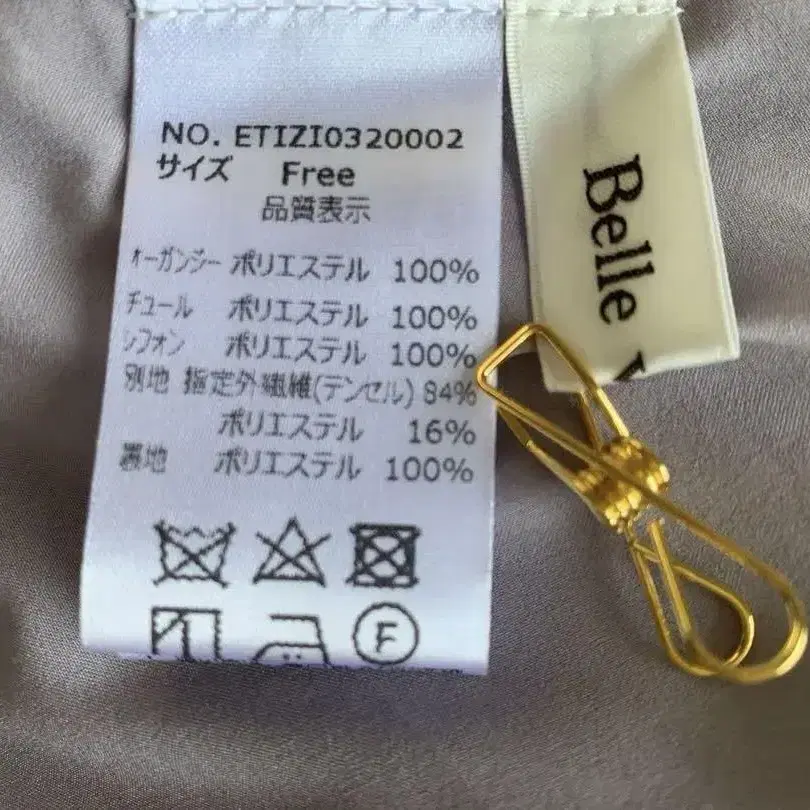 NO. ETIZI0320002
サイズ Free
品質表示
オーガンジー ポリエステル 100%
チュール ポリエステル 100%
シフォン ポリエステル 100%
別地 指定外繊維(テンセル) 84%
ポリエステル 16%
裏地 ポリエステル 100%
F
Belle